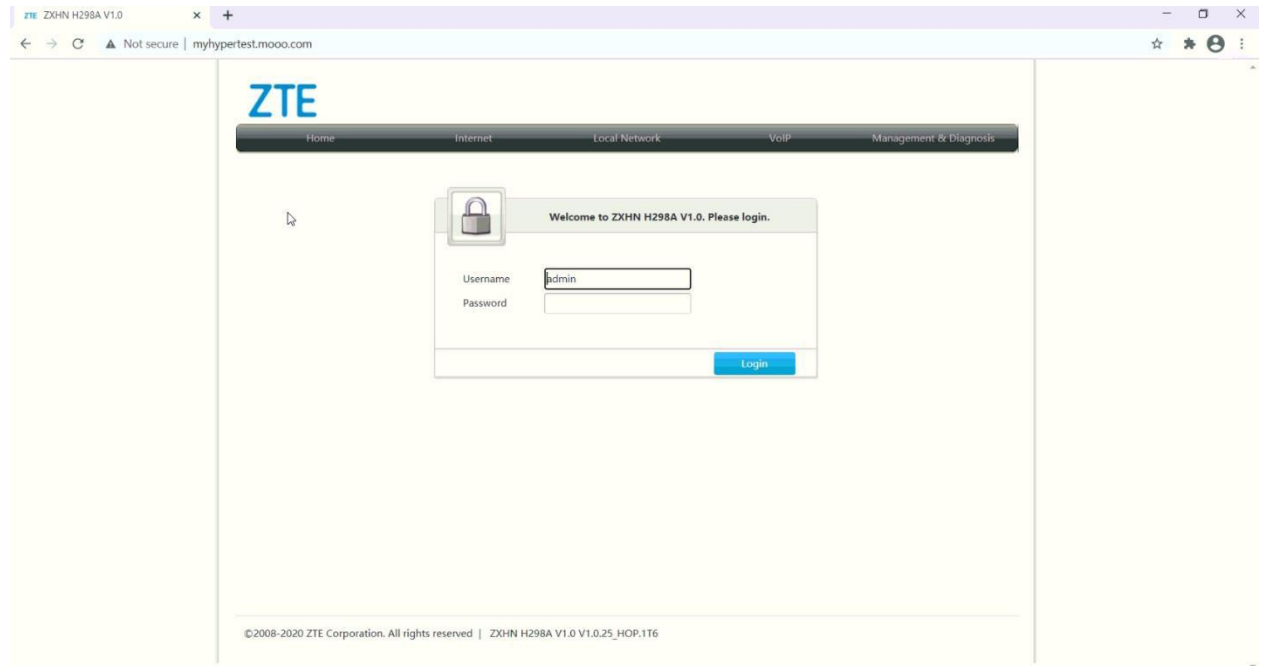 ZTE ZXHN H298A V1.0
Not secure | myhypertest.mooo.com
ZTE
Home Internet Local Network VoIP Management & Diagnosis
Welcome to ZXHN H298A V1.0. Please login.
Username admin
Password
Login
©2008-2020 ZTE Corporation. All rights reserved | ZXHN H298A V1.0 V1.0.25_HOP.1T6